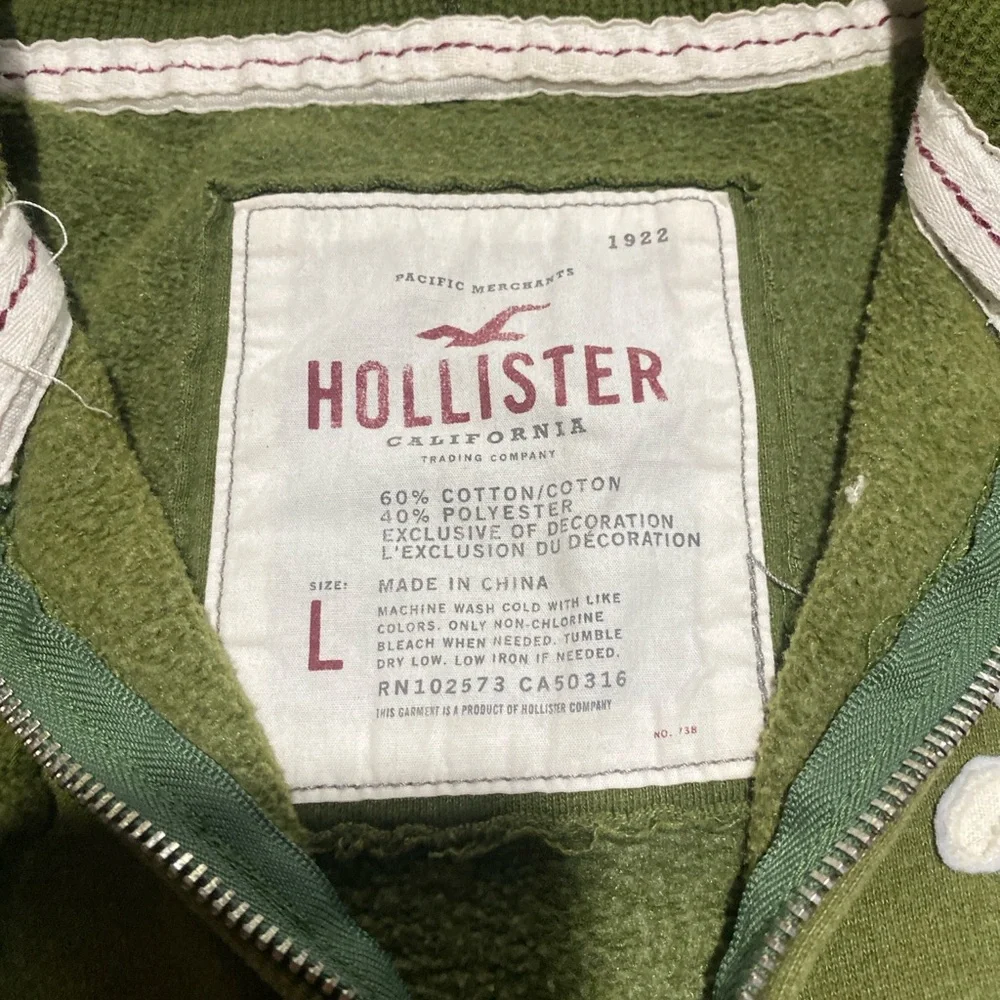 1922
PACIFIC MERCHANTS
HOLLISTER
CALIFORNIA
TRADING COMPANY
60% COTTON/COTON
40% POLYESTER
EXCLUSIVE OF DECORATION
L'EXCLUSION DU DÉCORATION
SIZE:
L
MADE IN CHINA
MACHINE WASH COLD WITH LIKE
COLORS. ONLY NON-CHLORINE
BLEACH WHEN NEEDED. TUMBLE
DRY LOW. LOW IRON IF NEEDED.
RN102573 CA50316
THIS GARMENT IS A PRODUCT OF HOLLISTER COMPANY
NO.